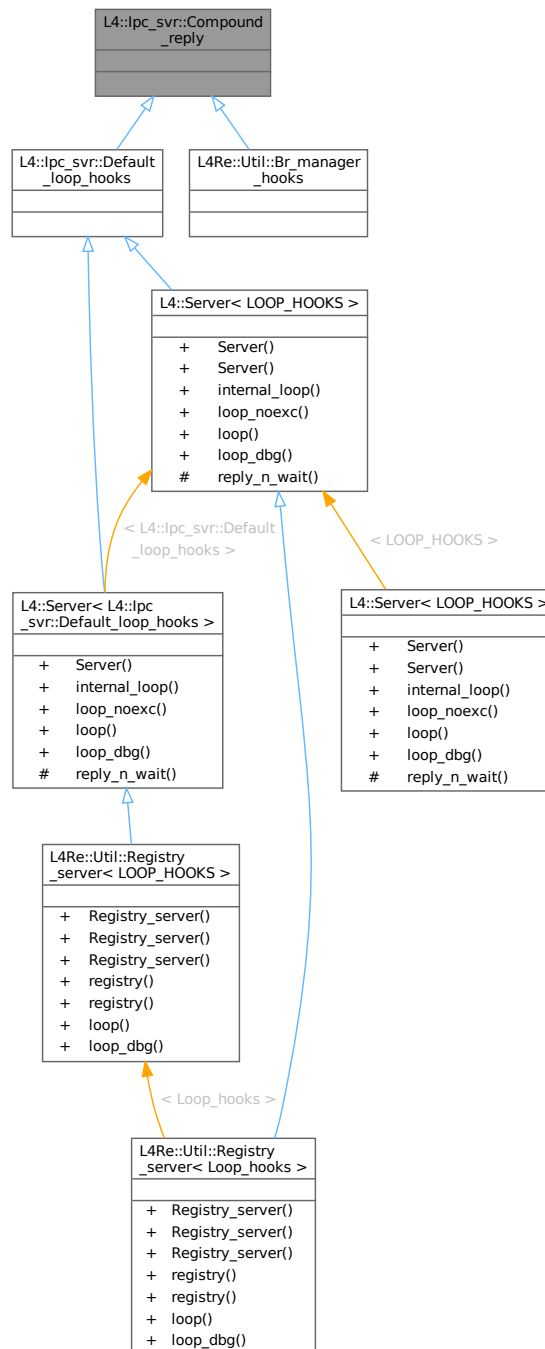 L4::Ipc_svr::Compound
_reply
L4::Ipc_svr::Default
_loop_hooks
L4Re::Util::Br_manager
_hooks
L4::Server< LOOP_HOOKS >
+ Server()
+ Server()
+ internal_loop()
+ loop_noexc()
+ loop()
+ loop_dbg()
# reply_n_wait()
< L4::Ipc_svr::Default
_loop_hooks >
< LOOP_HOOKS >
L4::Server< L4::Ipc
_svr::Default_loop_hooks >
+ Server()
+ internal_loop()
+ loop_noexc()
+ loop()
+ loop_dbg()
# reply_n_wait()
L4::Server< LOOP_HOOKS >
+ Server()
+ Server()
+ internal_loop()
+ loop_noexc()
+ loop()
+ loop_dbg()
# reply_n_wait()
L4Re::Util::Registry
_server< LOOP_HOOKS >
+ Registry_server()
+ Registry_server()
+ Registry_server()
+ registry()
+ registry()
+ loop()
+ loop_dbg()
< Loop_hooks >
L4Re::Util::Registry
_server< Loop_hooks >
+ Registry_server()
+ Registry_server()
+ Registry_server()
+ registry()
+ registry()
+ loop()
+ loop_dbg()